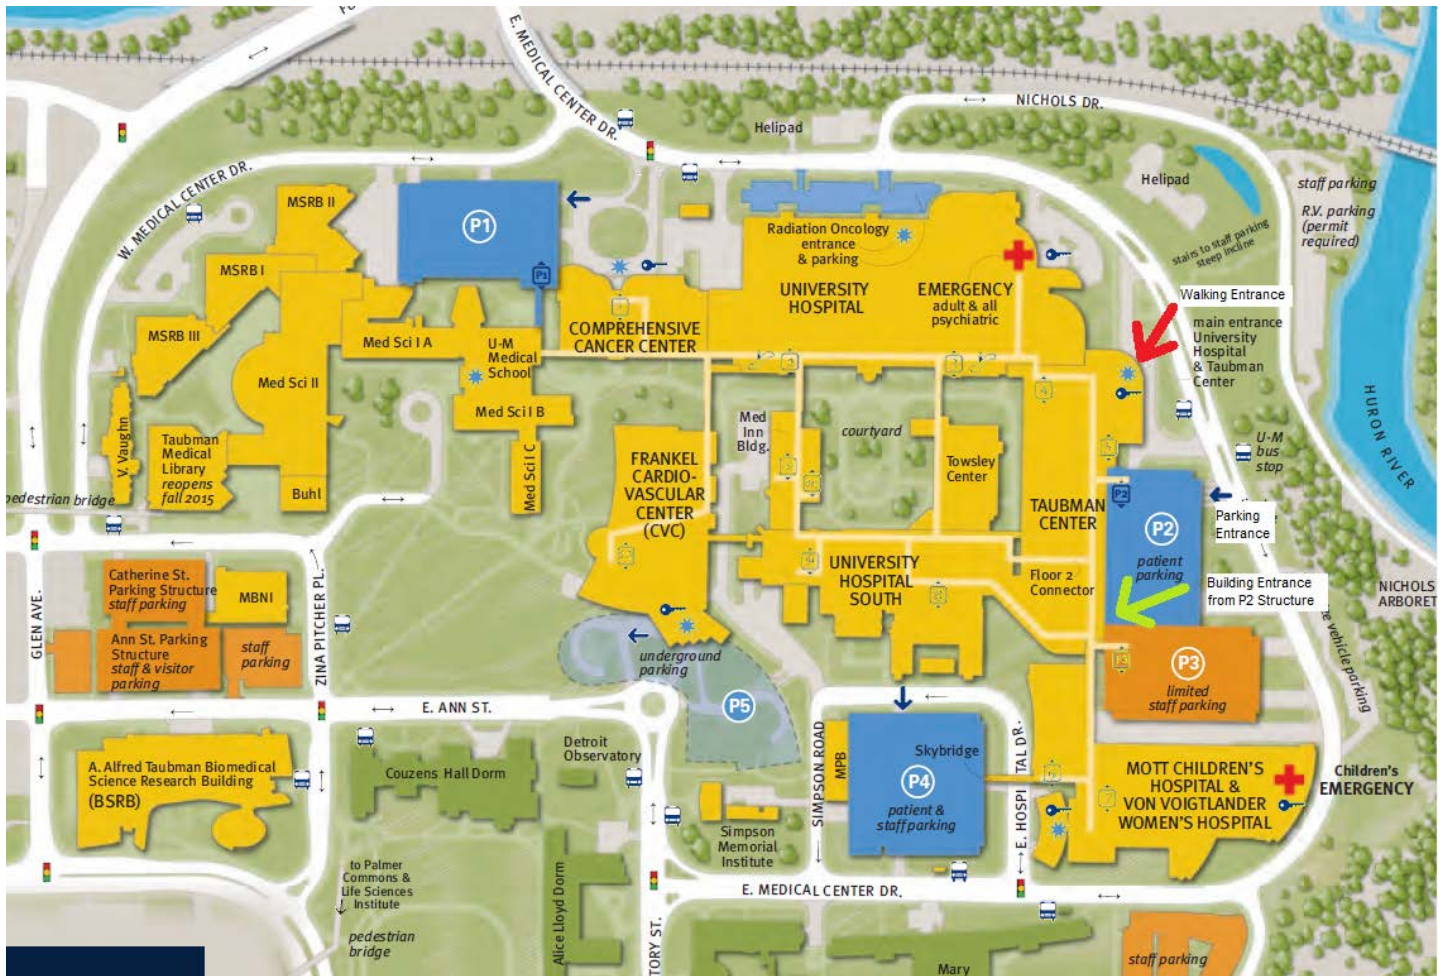 E. MEDICAL CENTER DR.
NICHOLS DR.
Helipad
Helipad
staff parking
R.V. parking
(permit
required)
stairs to staff parking
steep incline
W. MEDICAL CENTER DR.
MSRB II
P1
P1
MSRB I
MSRB III
Radiation Oncology
entrance
& parking
UNIVERSITY
HOSPITAL
EMERGENCY
adult & all
psychiatric
Walking Entrance
main entrance
University
Hospital
& Taubman
Center
COMPREHENSIVE
CANCER CENTER
Med Sci I A
U-M
Medical
School
Med Sci II
Med Sci I B
Med Sci I C
V. Vaughn
Taubman
Medical
Library
reopens
fall 2015
Buhl
Med
Inn
Bldg.
courtyard
Towsley
Center
FRANKEL
CARDIO-
VASCULAR
CENTER
(CVC)
TAUBMAN
CENTER
U-M
bus
stop
HURON RIVER
P2
P2
patient
parking
Parking
Entrance
pedestrian bridge
UNIVERSITY
HOSPITAL
SOUTH
Floor 2
Connector
Building Entrance
from P2 Structure
NICHOLS
ARBORET
e vehicle parking
Catherine St.
Parking Structure
staff parking
MBNI
Ann St. Parking
Structure
staff & visitor
parking
staff
parking
GLEN AVE.
ZINA PITCHER PL.
underground
parking
P5
P3
limited
staff parking
E. ANN ST.
A. Alfred Taubman Biomedical
Science Research Building
(BSRB)
Couzens Hall Dorm
Detroit
Observatory
SIMPSON ROAD
MPB
Skybridge
P4
patient &
staff parking
E. HOSPITAL DR.
MOTT CHILDREN'S
HOSPITAL &
VON VOIGTLANDER
WOMEN'S HOSPITAL
Children's
EMERGENCY
Simpson
Memorial
Institute
to Palmer
Commons &
Life Sciences
Institute
pedestrian
bridge
Alice Lloyd Dorm
TORY ST.
E. MEDICAL CENTER DR.
Mary
staff parking